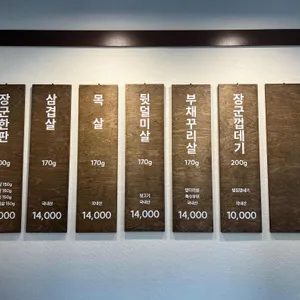 장군한판
삼겹살
170g
국내산
14,000
목살
170g
국내산
14,000
뒷덜미살
170g
국내산
14,000
부채꾸리살
170g
국내산
14,000
장군껍데기
200g
국내산
10,000